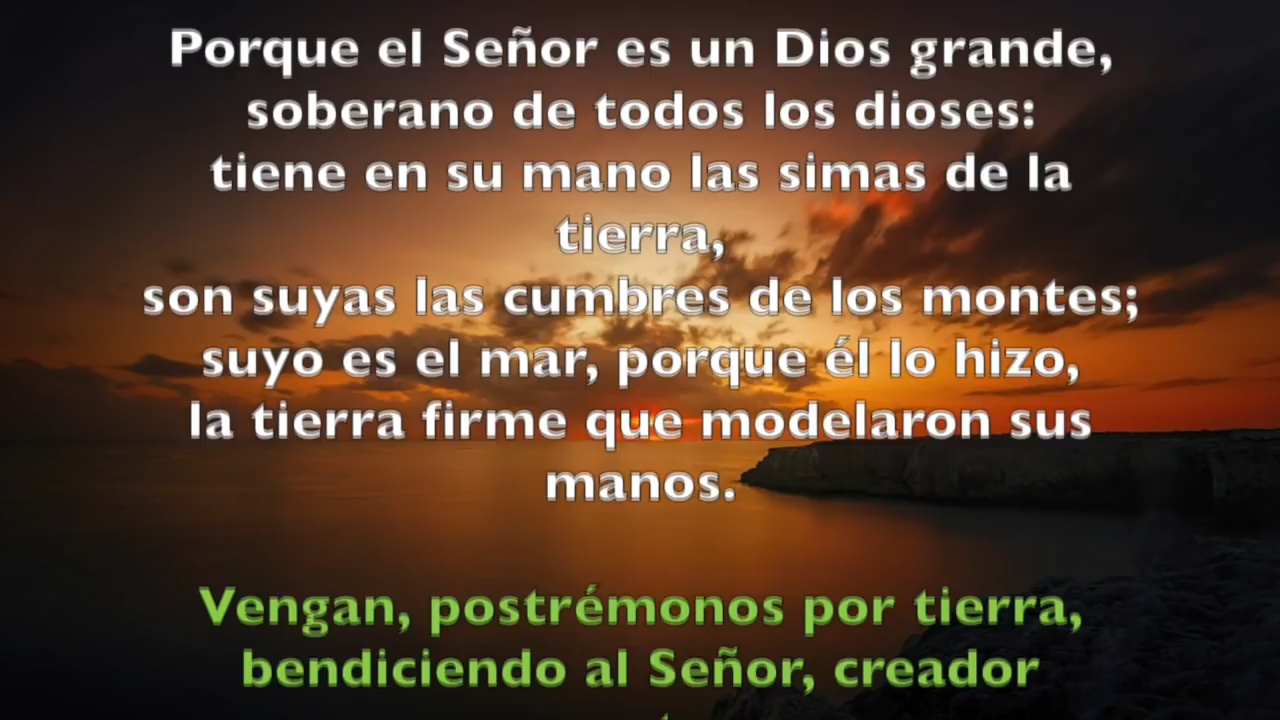 Porque el Señor es un Dios grande,
soberano de todos los dioses:
tiene en su mano las simas de la
tierra,
son suyas las cumbres de los montes;
suyo es el mar, porque él lo hizo,
la tierra firme que modelaron sus
manos.
Vengan, postrémonos por tierra,
bendiciendo al Señor, creador